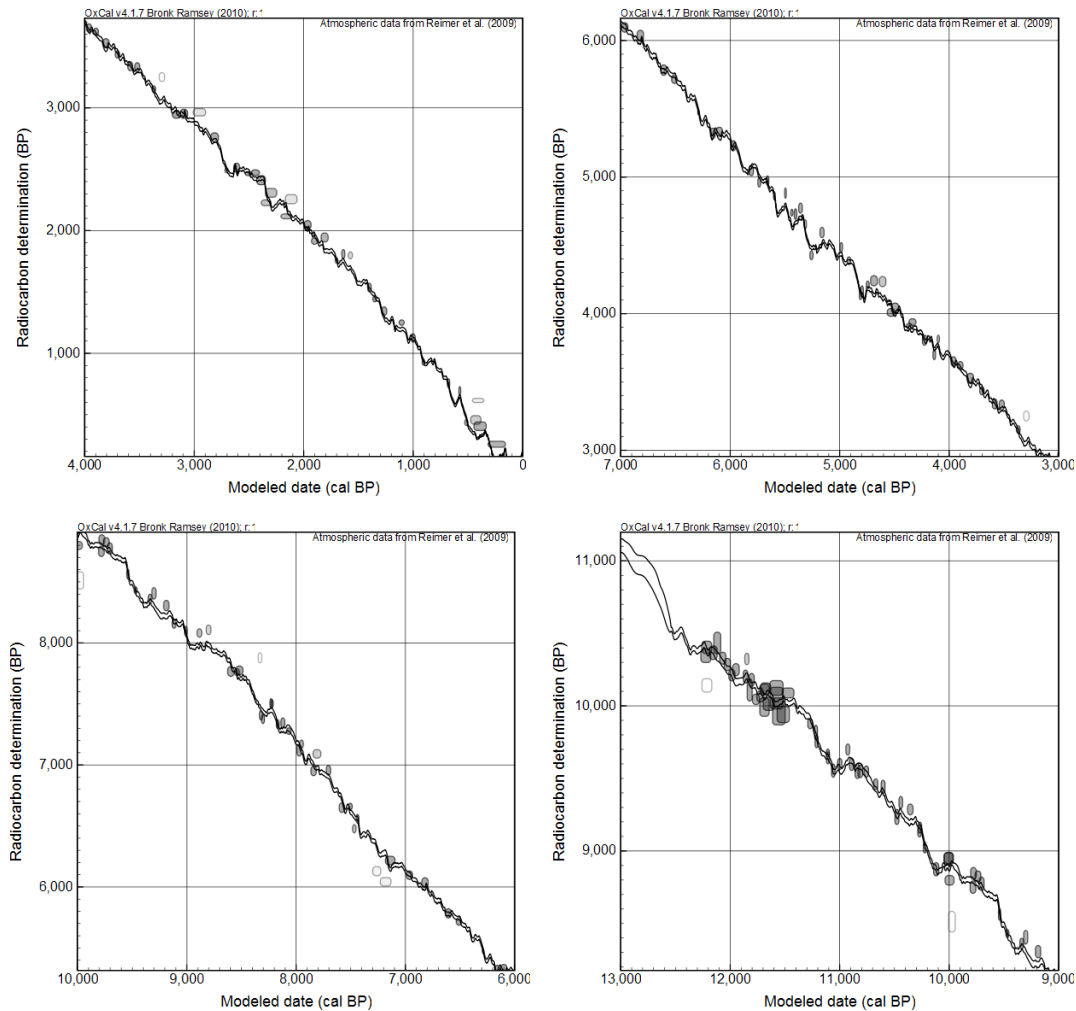 OxCal v4.1.7 Bronk Ramsey (2010); r:
Atmospheric data from Reimer et al. (2009)
3,000
2,000
1,000
Radiocarbon determination (BP)
4,000
3,000
2,000
1,000
0
Modeled date (cal BP)
OxCal v4.1.7 Bronk Ramsey (2010); r:
Atmospheric data from Reimer et al. (2009)
6,000
5,000
4,000
3,000
Radiocarbon determination (BP)
7,000
6,000
5,000
4,000
3,000
Modeled date (cal BP)
OxCal v4.1.7 Bronk Ramsey (2010); r:
Atmospheric data from Reimer et al. (2009)
8,000
7,000
6,000
Radiocarbon determination (BP)
10,000
9,000
8,000
7,000
6,000
Modeled date (cal BP)
OxCal v4.1.7 Bronk Ramsey (2010); r:
Atmospheric data from Reimer et al. (2009)
11,000
10,000
9,000
Radiocarbon determination (BP)
13,000
12,000
11,000
10,000
9,000
Modeled date (cal BP)